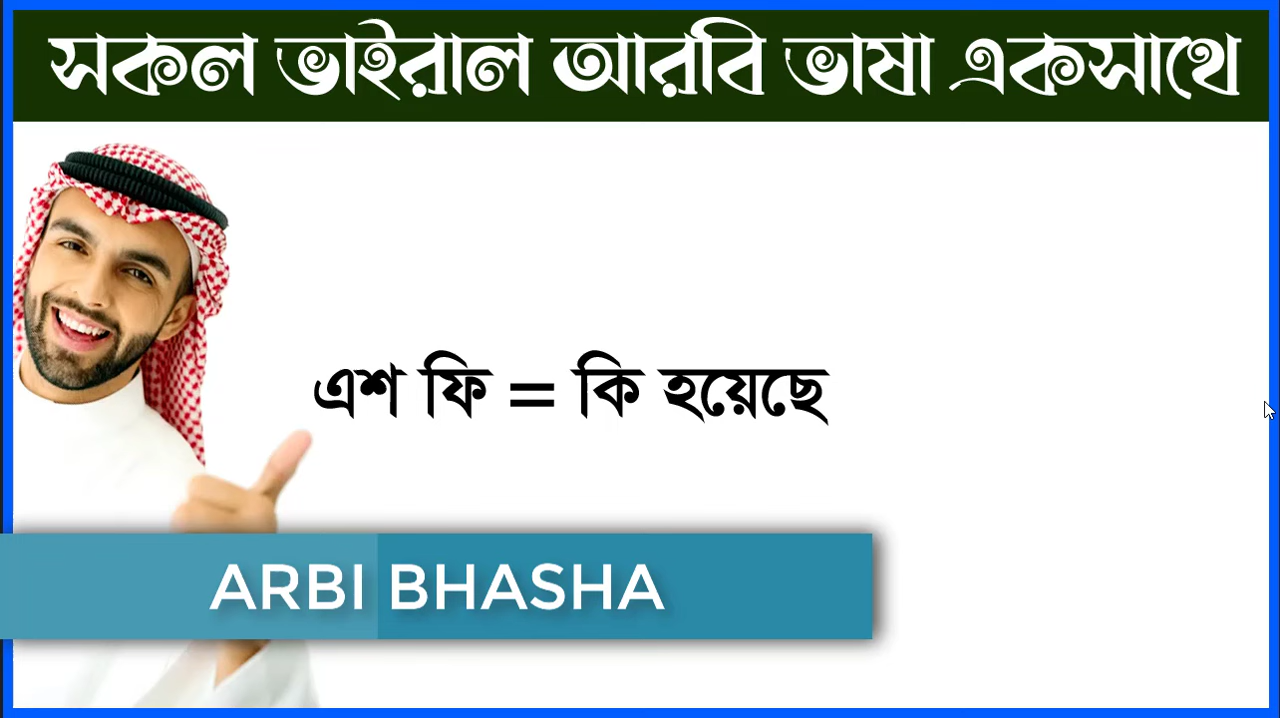 সকল ভাইরাল আরবি ভাষা একসাথে
এশ ফি = কি হয়েছে
ARBI BHASHA